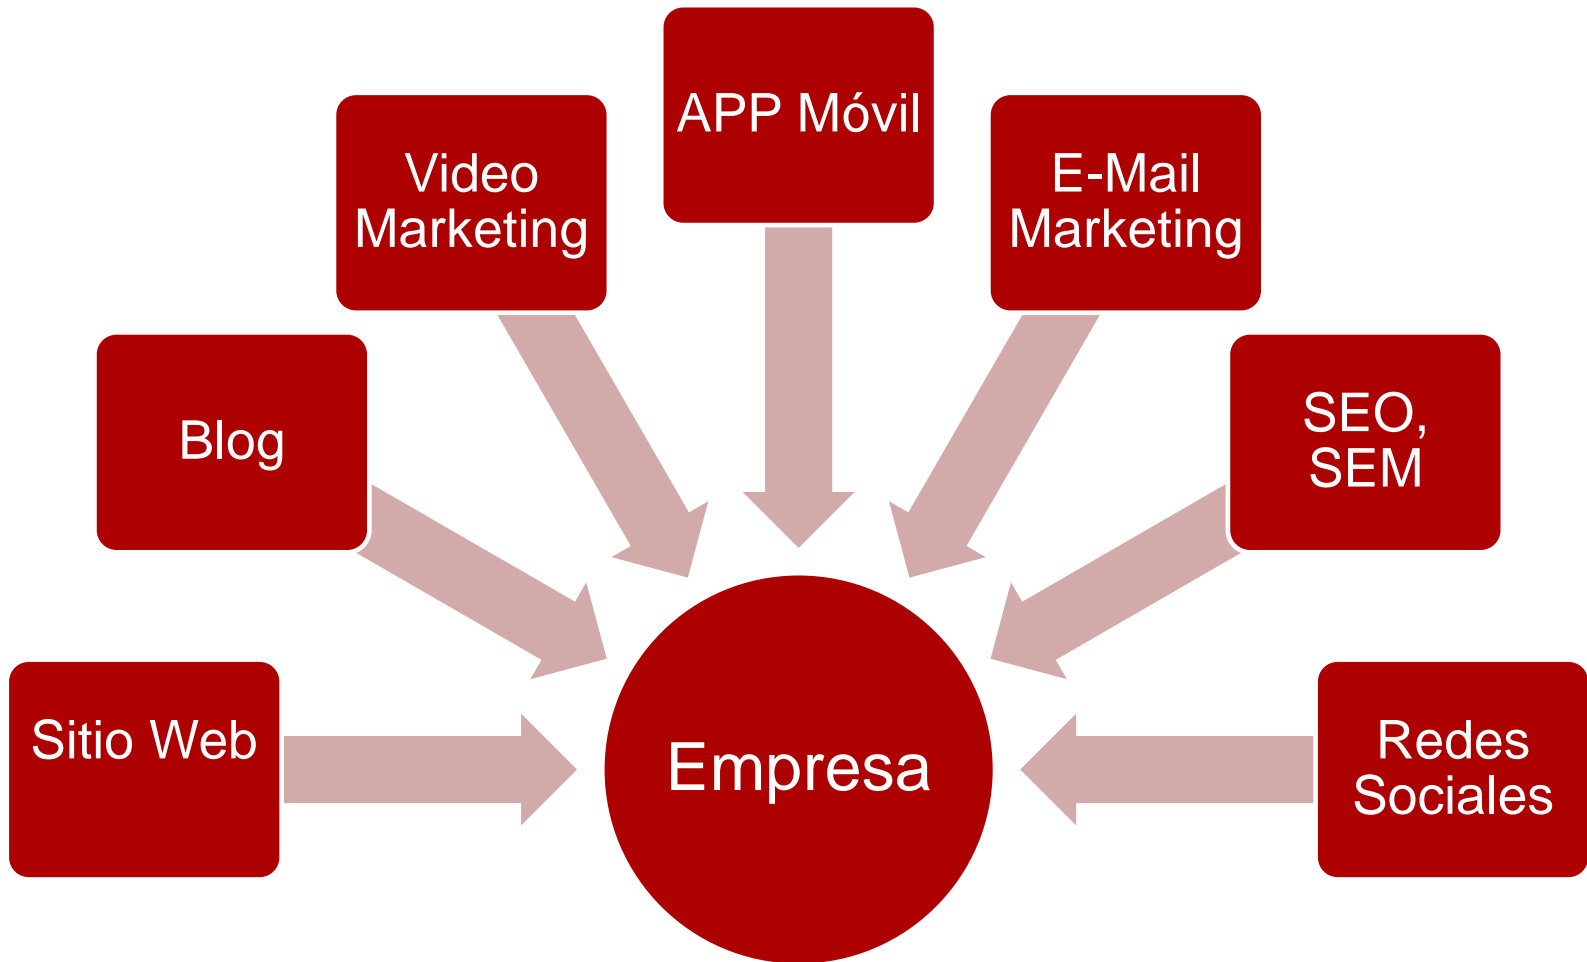 APP Móvil
Video
Marketing
E-Mail
Marketing
Blog
SEO,
SEM
Sitio Web
Empresa
Redes
Sociales